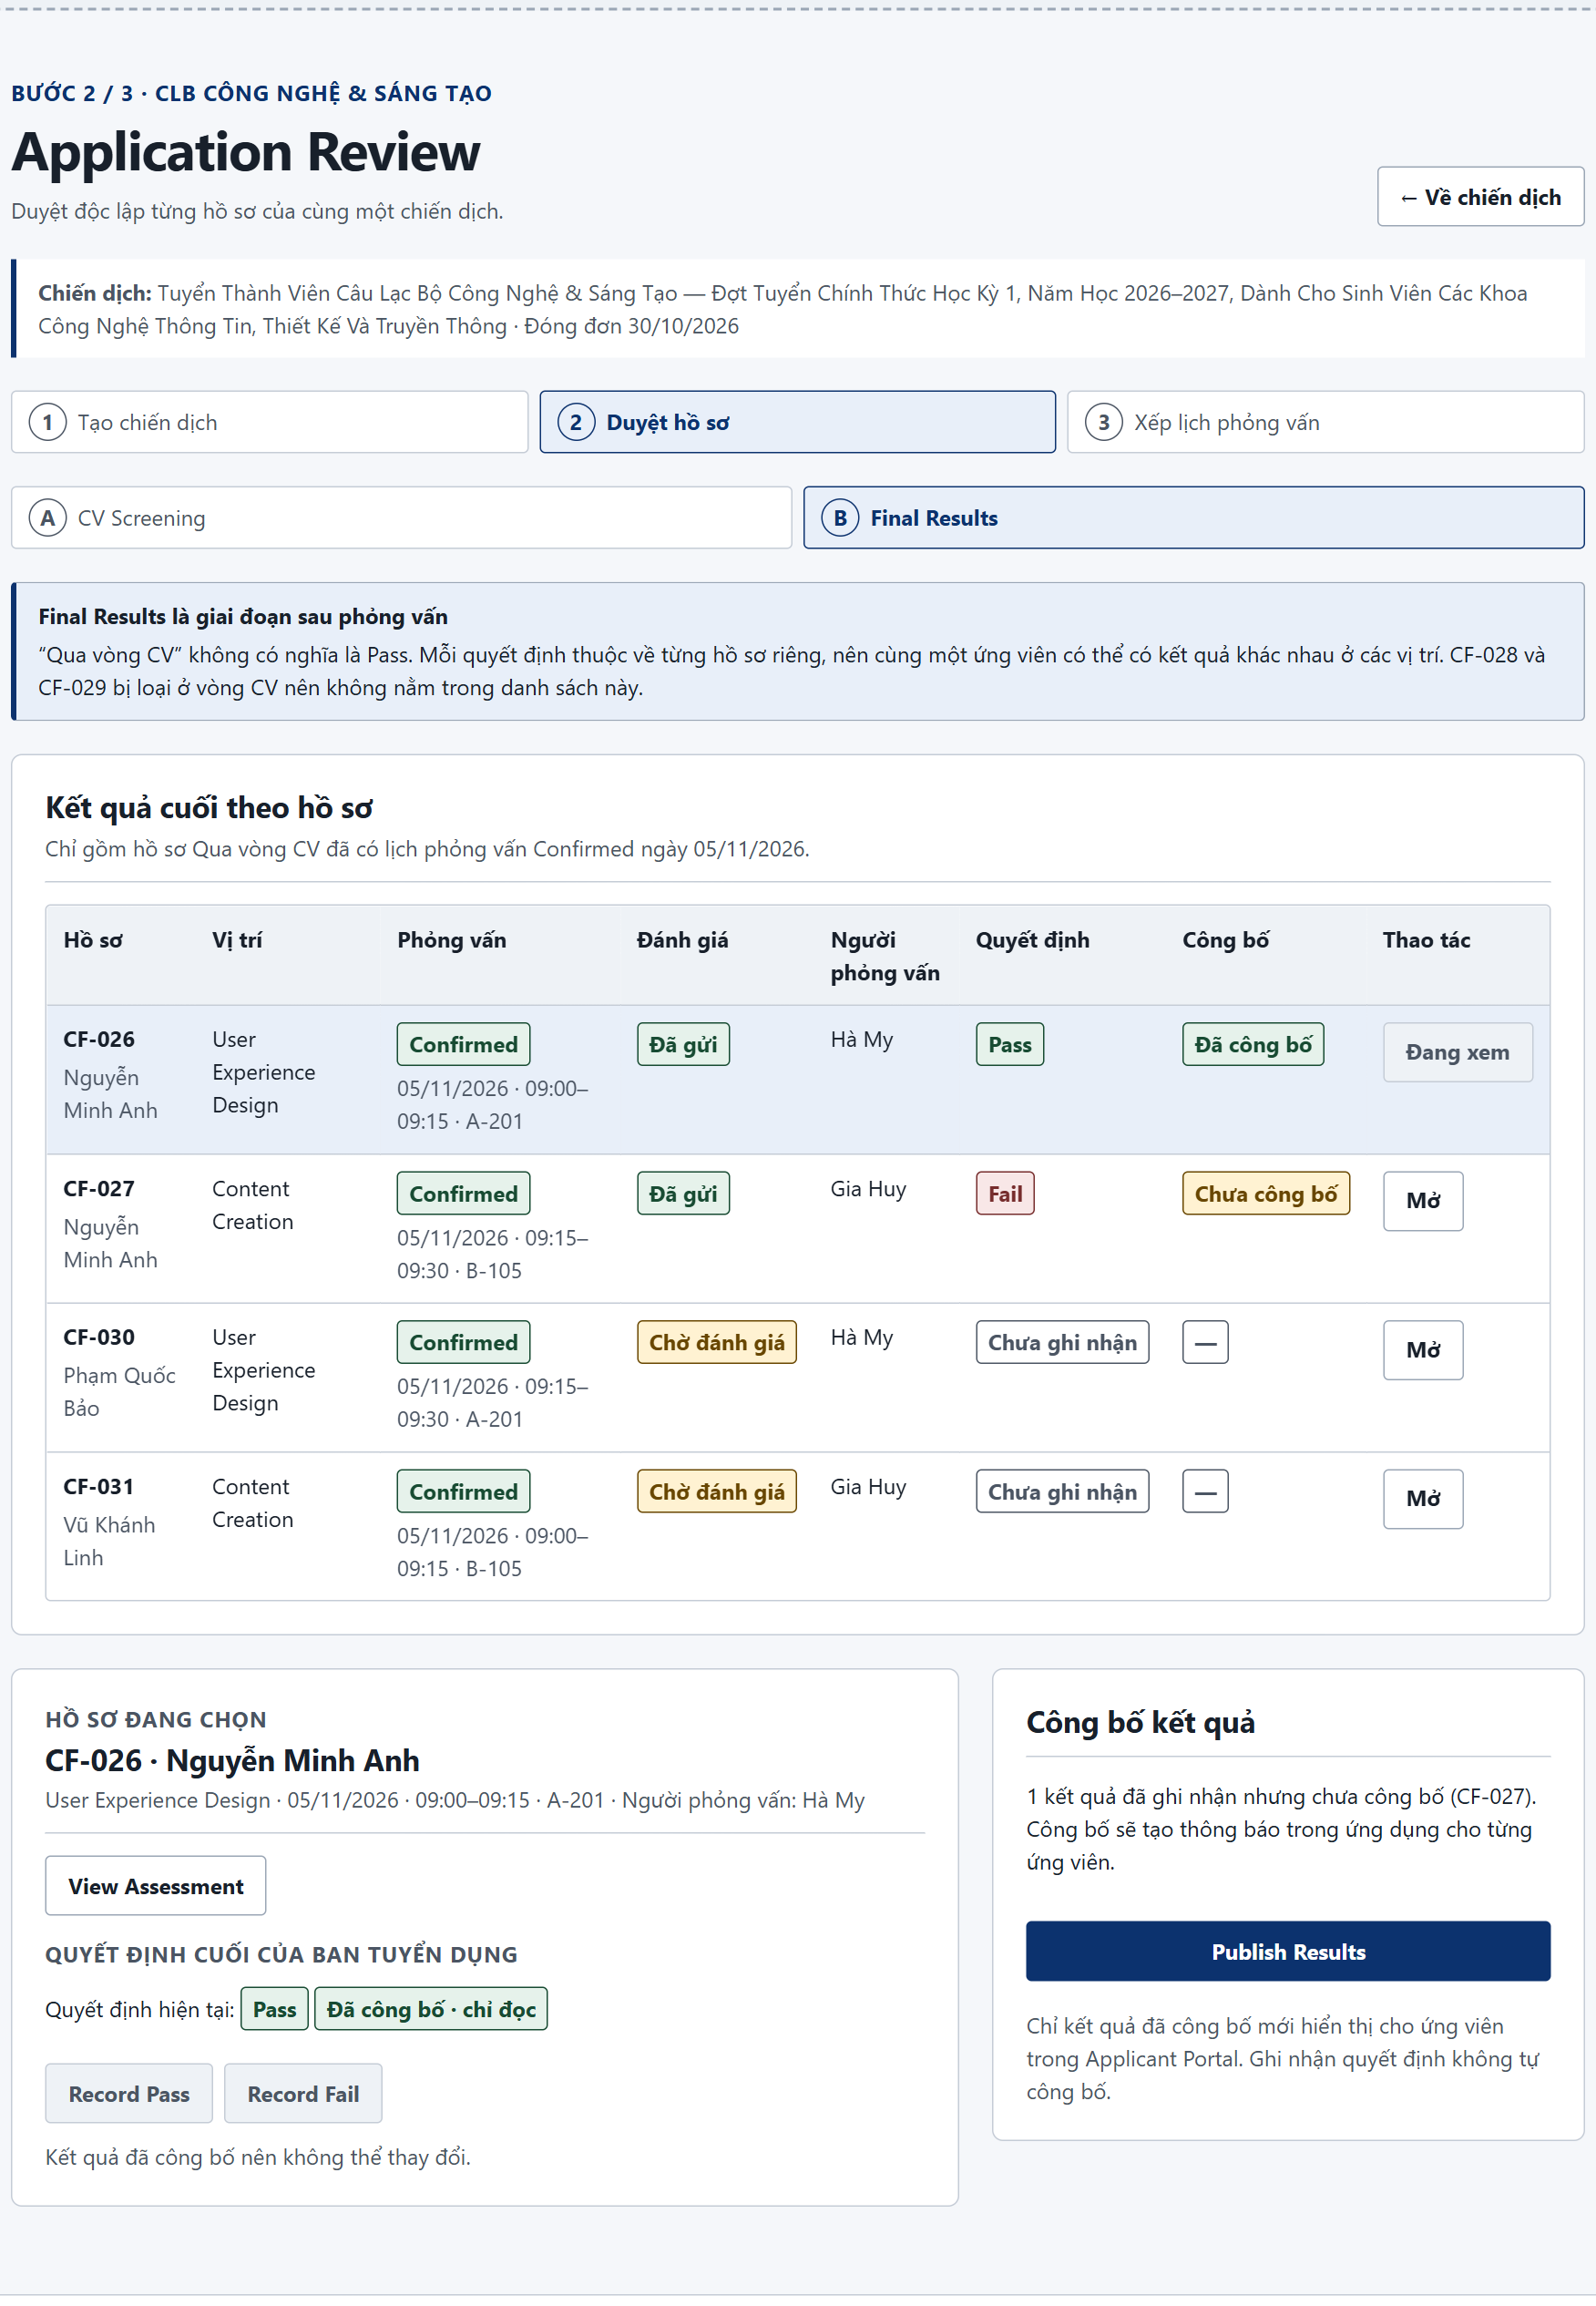 BƯỚC 2 / 3 · CLB CÔNG NGHỆ & SÁNG TẠO
Application Review
Duyệt độc lập từng hồ sơ của cùng một chiến dịch.
← Về chiến dịch
Chiến dịch: Tuyển Thành Viên Câu Lạc Bộ Công Nghệ & Sáng Tạo — Đợt Tuyển Chính Thức Học Kỳ 1, Năm Học 2026–2027, Dành Cho Sinh Viên Các Khoa
Công Nghệ Thông Tin, Thiết Kế Và Truyền Thông · Đóng đơn 30/10/2026
1 Tạo chiến dịch
2 Duyệt hồ sơ
3 Xếp lịch phỏng vấn
A CV Screening
B Final Results
Final Results là giai đoạn sau phỏng vấn
“Qua vòng CV” không có nghĩa là Pass. Mỗi quyết định thuộc về từng hồ sơ riêng, nên cùng một ứng viên có thể có kết quả khác nhau ở các vị trí. CF-028 và
CF-029 bị loại ở vòng CV nên không nằm trong danh sách này.
Kết quả cuối theo hồ sơ
Chỉ gồm hồ sơ Qua vòng CV đã có lịch phỏng vấn Confirmed ngày 05/11/2026.
Hồ sơ
Vị trí
Phỏng vấn
Đánh giá
Người
phỏng vấn
Quyết định
Công bố
Thao tác
CF-026
Nguyễn
Minh Anh
User
Experience
Design
Confirmed
05/11/2026 · 09:00–
09:15 · A-201
Đã gửi
Hà My
Pass
Đã công bố
Đang xem
CF-027
Nguyễn
Minh Anh
Content
Creation
Confirmed
05/11/2026 · 09:15–
09:30 · B-105
Đã gửi
Gia Huy
Fail
Chưa công bố
Mở
CF-030
Phạm Quốc
Bảo
User
Experience
Design
Confirmed
05/11/2026 · 09:15–
09:30 · A-201
Chờ đánh giá
Hà My
Chưa ghi nhận
—
Mở
CF-031
Vũ Khánh
Linh
Content
Creation
Confirmed
05/11/2026 · 09:00–
09:15 · B-105
Chờ đánh giá
Gia Huy
Chưa ghi nhận
—
Mở
HỒ SƠ ĐANG CHỌN
CF-026 · Nguyễn Minh Anh
User Experience Design · 05/11/2026 · 09:00–09:15 · A-201 · Người phỏng vấn: Hà My
View Assessment
QUYẾT ĐỊNH CUỐI CỦA BAN TUYỂN DỤNG
Quyết định hiện tại: Pass Đã công bố · chỉ đọc
Record Pass
Record Fail
Kết quả đã công bố nên không thể thay đổi.
Công bố kết quả
1 kết quả đã ghi nhận nhưng chưa công bố (CF-027).
Công bố sẽ tạo thông báo trong ứng dụng cho từng
ứng viên.
Publish Results
Chỉ kết quả đã công bố mới hiển thị cho ứng viên
trong Applicant Portal. Ghi nhận quyết định không tự
công bố.